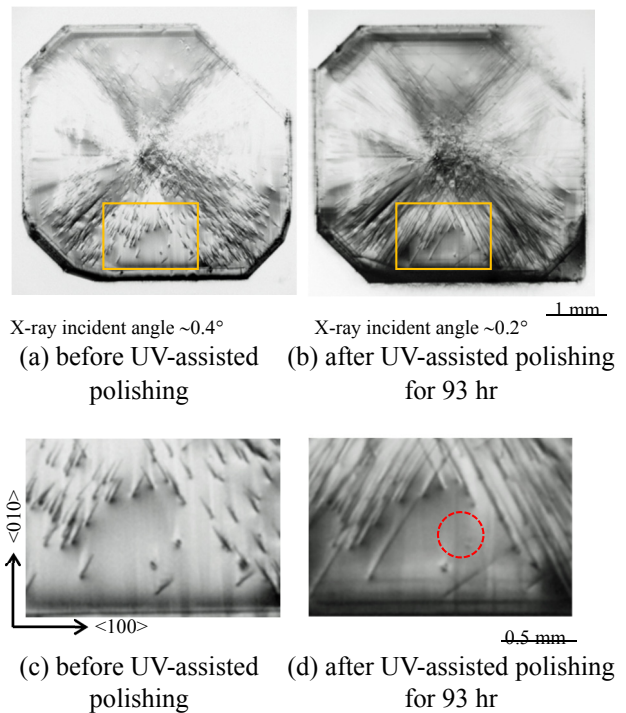 1 mm
X-ray incident angle ~0.4°
X-ray incident angle ~0.2°
(a) before UV-assisted
polishing
(b) after UV-assisted polishing
for 93 hr
<010>
<100>
0.5 mm
(c) before UV-assisted
polishing
(d) after UV-assisted polishing
for 93 hr